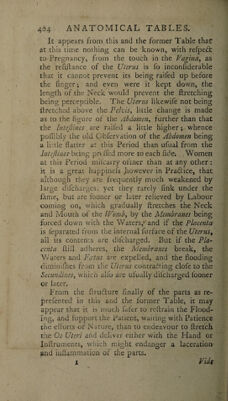 404 ANATOMICAL TABLES.
It appears from this and the former Table that
at this time nothing can be known, with respect
to Pregnancy, from the touch in the Vagina, as
the resistance of the Uterus is so inconsiderable
that it cannot prevent its being raised up before
the finger; and even were it kept down, the
length of the Neck would prevent the stretching
being perceptible. The Uterus likewise not being
stretched above the Pelvis, little change is made
as to the figure of the Abdomen, further than that
the Intestines are raised a little higher; whence
possibly the old Observation of the Abdomen being
a little flatter at this Period than usual from the
Intestines being pressed more to each side. Women
at this Period miscarry oftner than at any other:
it is a great happiness however in Practice, that
although they are frequently much weakened by
large discharges, yet they rarely sink under the
same, but are sooner or later relieved by Labour
coming on, which gradually stretches the Neck
and Mouth of the Womb, by the Membranes being
forced down with the Waters; and if the Placenta
is separated from the internal surface of the Uterus,
all its contents are discharged. But if the Pla-
centa still adheres, the Membranes break, the
Waters and Fœtus are expelled, and the flooding
diminishes from the Uterus contracting close to the
Secundines, which also are usually discharged sooner
or later.
From the structure finally of the parts as re-
presented in this and the former Table, it may
appear that it is much safer to restrain the Flood-
ing, and support the Patient, waiting with Patience
the efforts of Nature, than to endeavour to stretch
the Os Uteri and deliver either with the Hand or
Instruments, which might endanger a laceration
and inflammation of the parts.
1 Vide